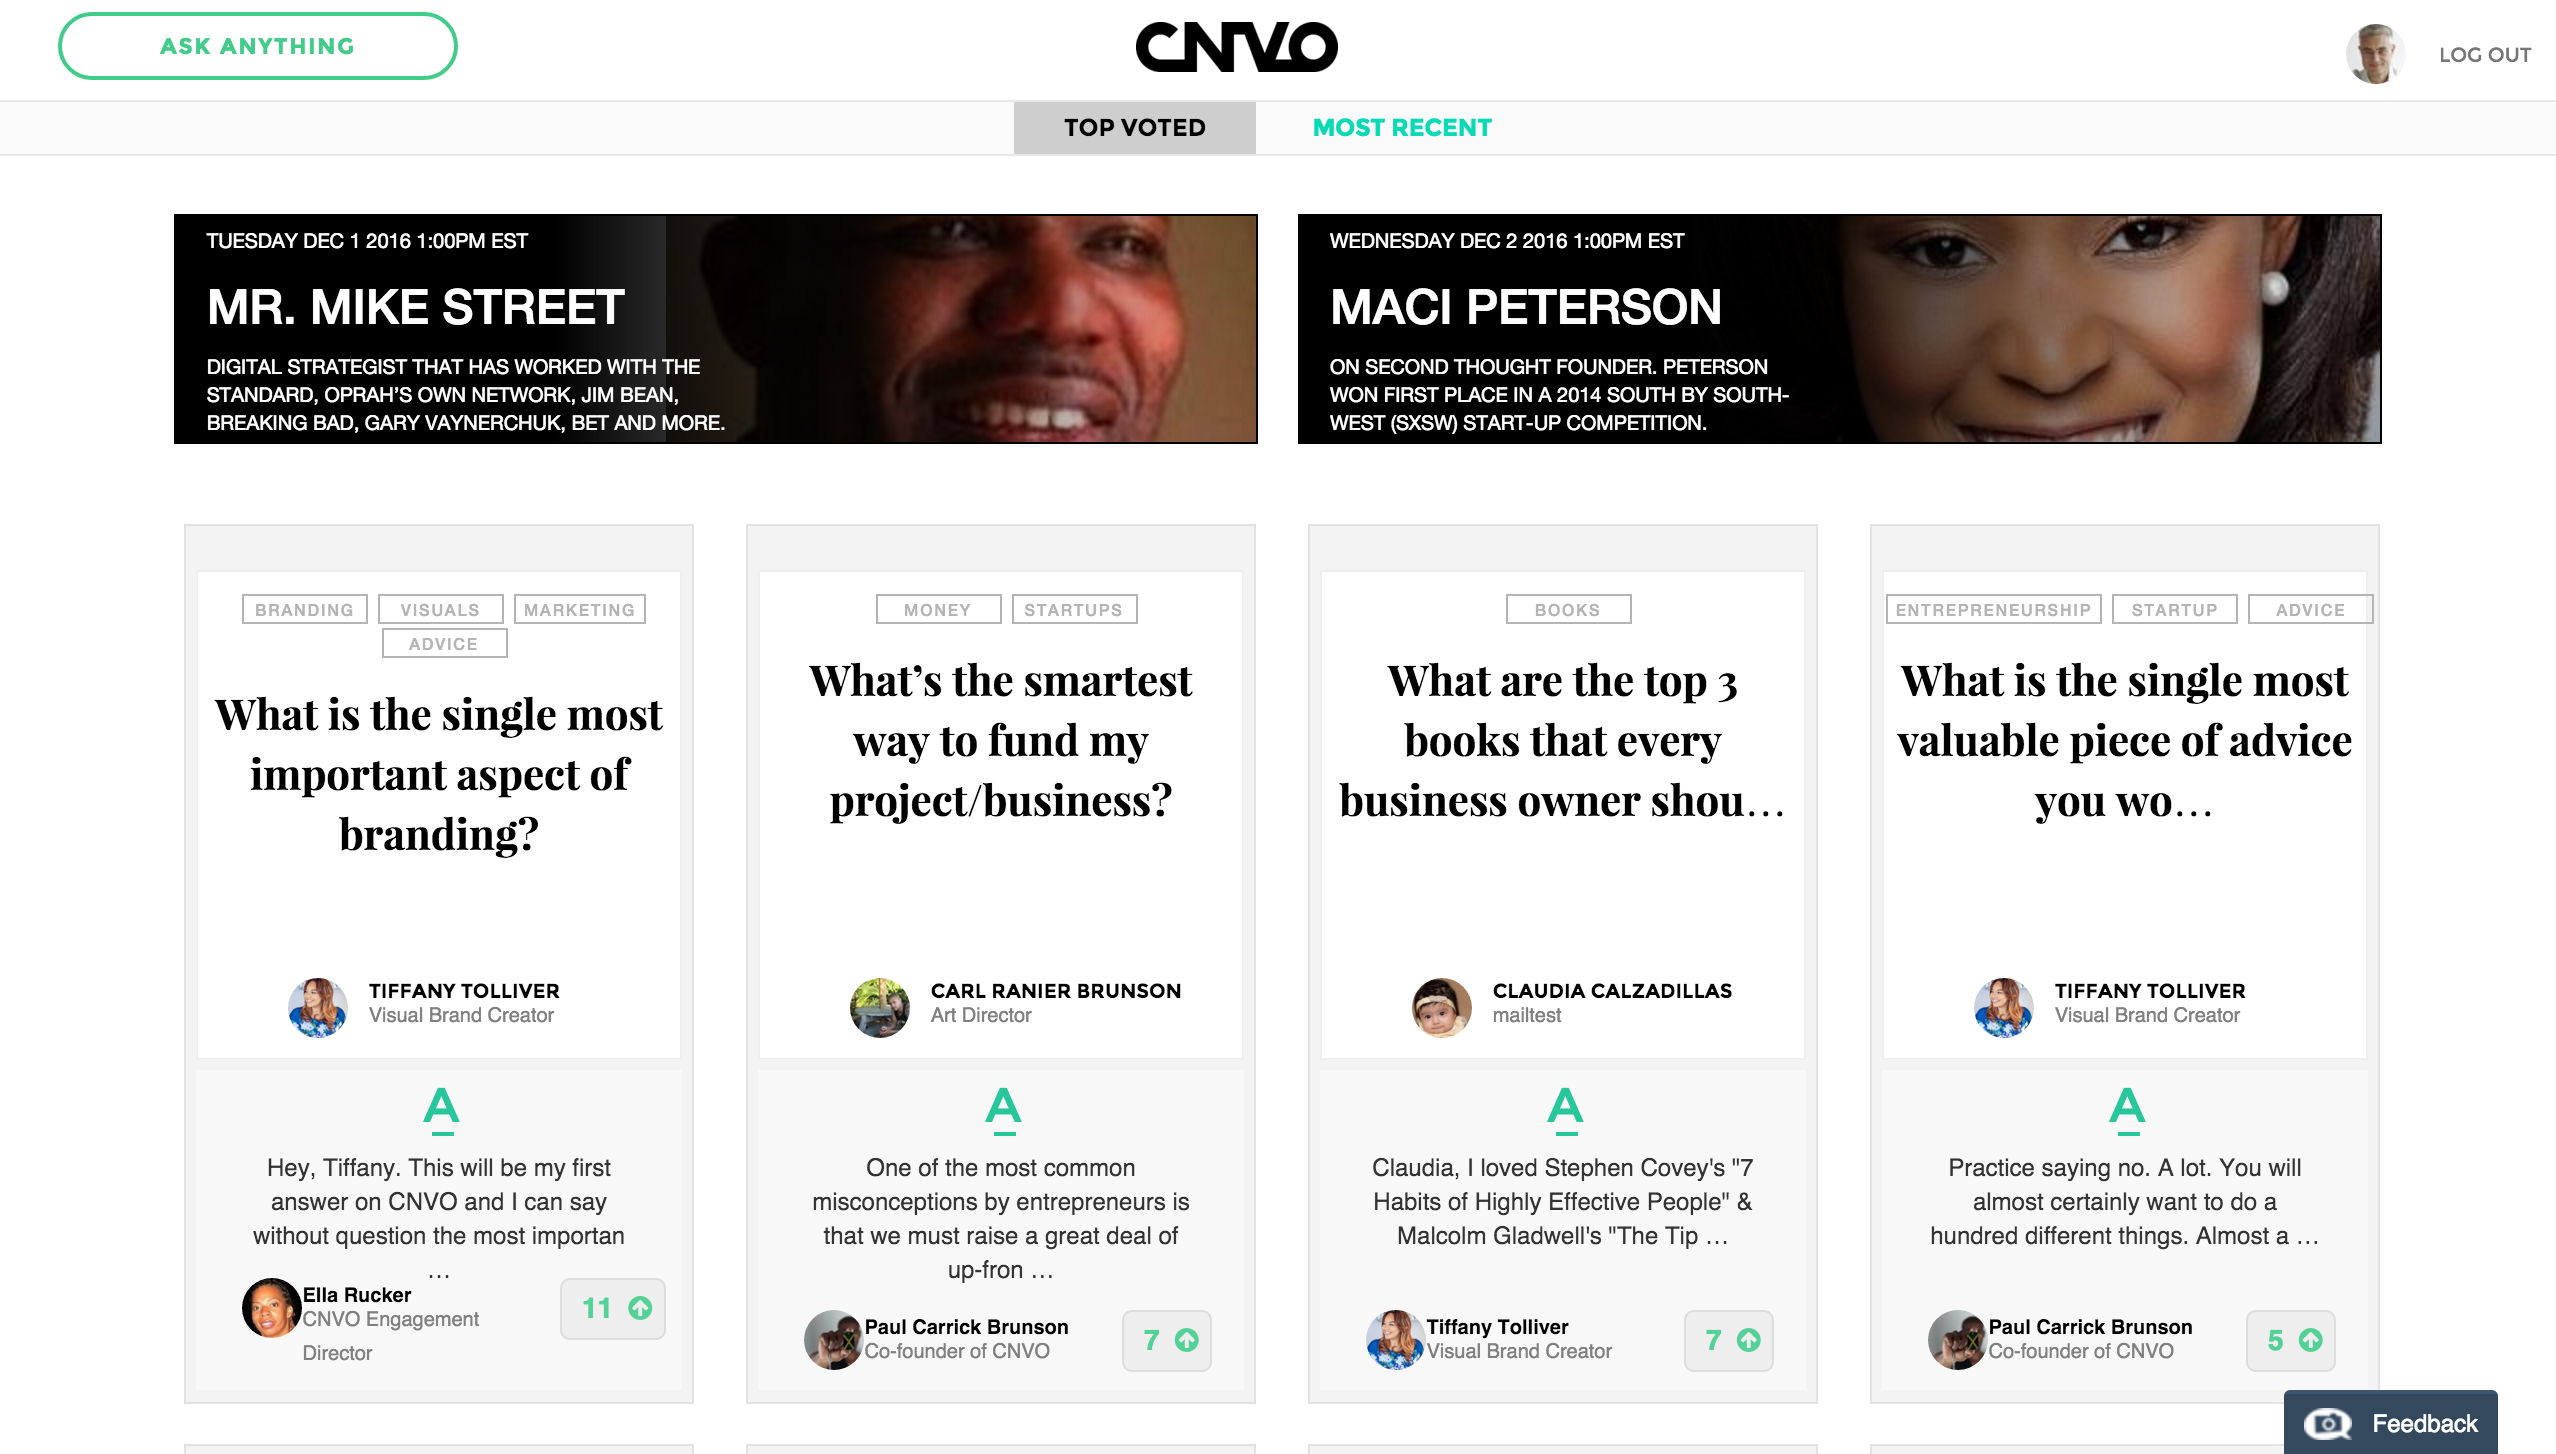 ASK ANYTHING
CNVO
LOG OUT
TOP VOTED
MOST RECENT
TUESDAY DEC 1 2016 1:00PM EST
MR. MIKE STREET
DIGITAL STRATEGIST THAT HAS WORKED WITH THE
STANDARD, OPRAH'S OWN NETWORK, JIM BEAN,
BREAKING BAD, GARY VAYNERCHUK, BET AND MORE.
WEDNESDAY DEC 2 2016 1:00PM EST
MACI PETERSON
ON SECOND THOUGHT FOUNDER. PETERSON
WON FIRST PLACE IN A 2014 SOUTH BY SOUTH-
WEST (SXSW) START-UP COMPETITION.
BRANDING VISUALS MARKETING
ADVICE
What is the single most
important aspect of
branding?
TIFFANY TOLLIVER
Visual Brand Creator
A
Hey, Tiffany. This will be my first
answer on CNVO and I can say
without question the most importan
…
Ella Rucker
CNVO Engagement
Director
11
MONEY STARTUPS
What’s the smartest
way to fund my
project/business?
CARL RANIER BRUNSON
Art Director
A
One of the most common
misconceptions by entrepreneurs is
that we must raise a great deal of
up-fron …
Paul Carrick Brunson
Co-founder of CNVO
7
BOOKS
What are the top 3
books that every
business owner shou…
CLAUDIA CALZADILLAS
mailtest
A
Claudia, I loved Stephen Covey's "7
Habits of Highly Effective People" &
Malcolm Gladwell's "The Tip …
Tiffany Tolliver
Visual Brand Creator
7
ENTREPRENEURSHIP STARTUP ADVICE
What is the single most
valuable piece of advice
you wo…
TIFFANY TOLLIVER
Visual Brand Creator
A
Practice saying no. A lot. You will
almost certainly want to do a
hundred different things. Almost a …
Paul Carrick Brunson
Co-founder of CNVO
5
Feedback